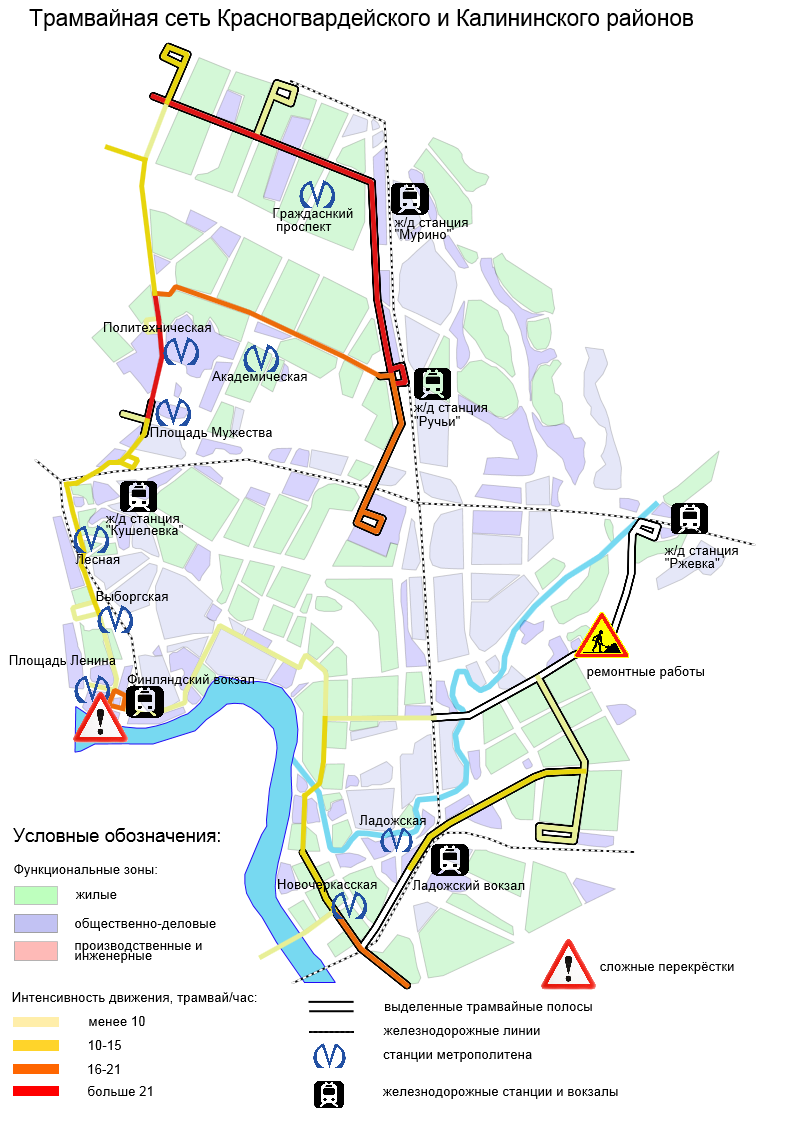 Трамвайная сеть Красногвардейского и Калининского районов
Гражласнкий
проспект
ж/д станция
"Мурино"
Политехническая
Академическая
ж/д станция
"Ручьи"
Площадь Мужества
ж/д станция
"Кушелевка"
Лесная
ж/д станция
"Ржевка"
Выборгская
Площадь Ленина
Финляндский вокзал
ремонтные работы
Ладожская
Новочеркасская
Ладожский вокзал
Условные обозначения:
Функциональные зоны:
жилые
общественно-деловые
производственные и
инженерные
сложные перекрёстки
Интенсивность движения, трамвай/час:
менее 10
10-15
16-21
больше 21
выделенные трамвайные полосы
железнодорожные линии
станции метрополитена
железнодорожные станции и вокзалы